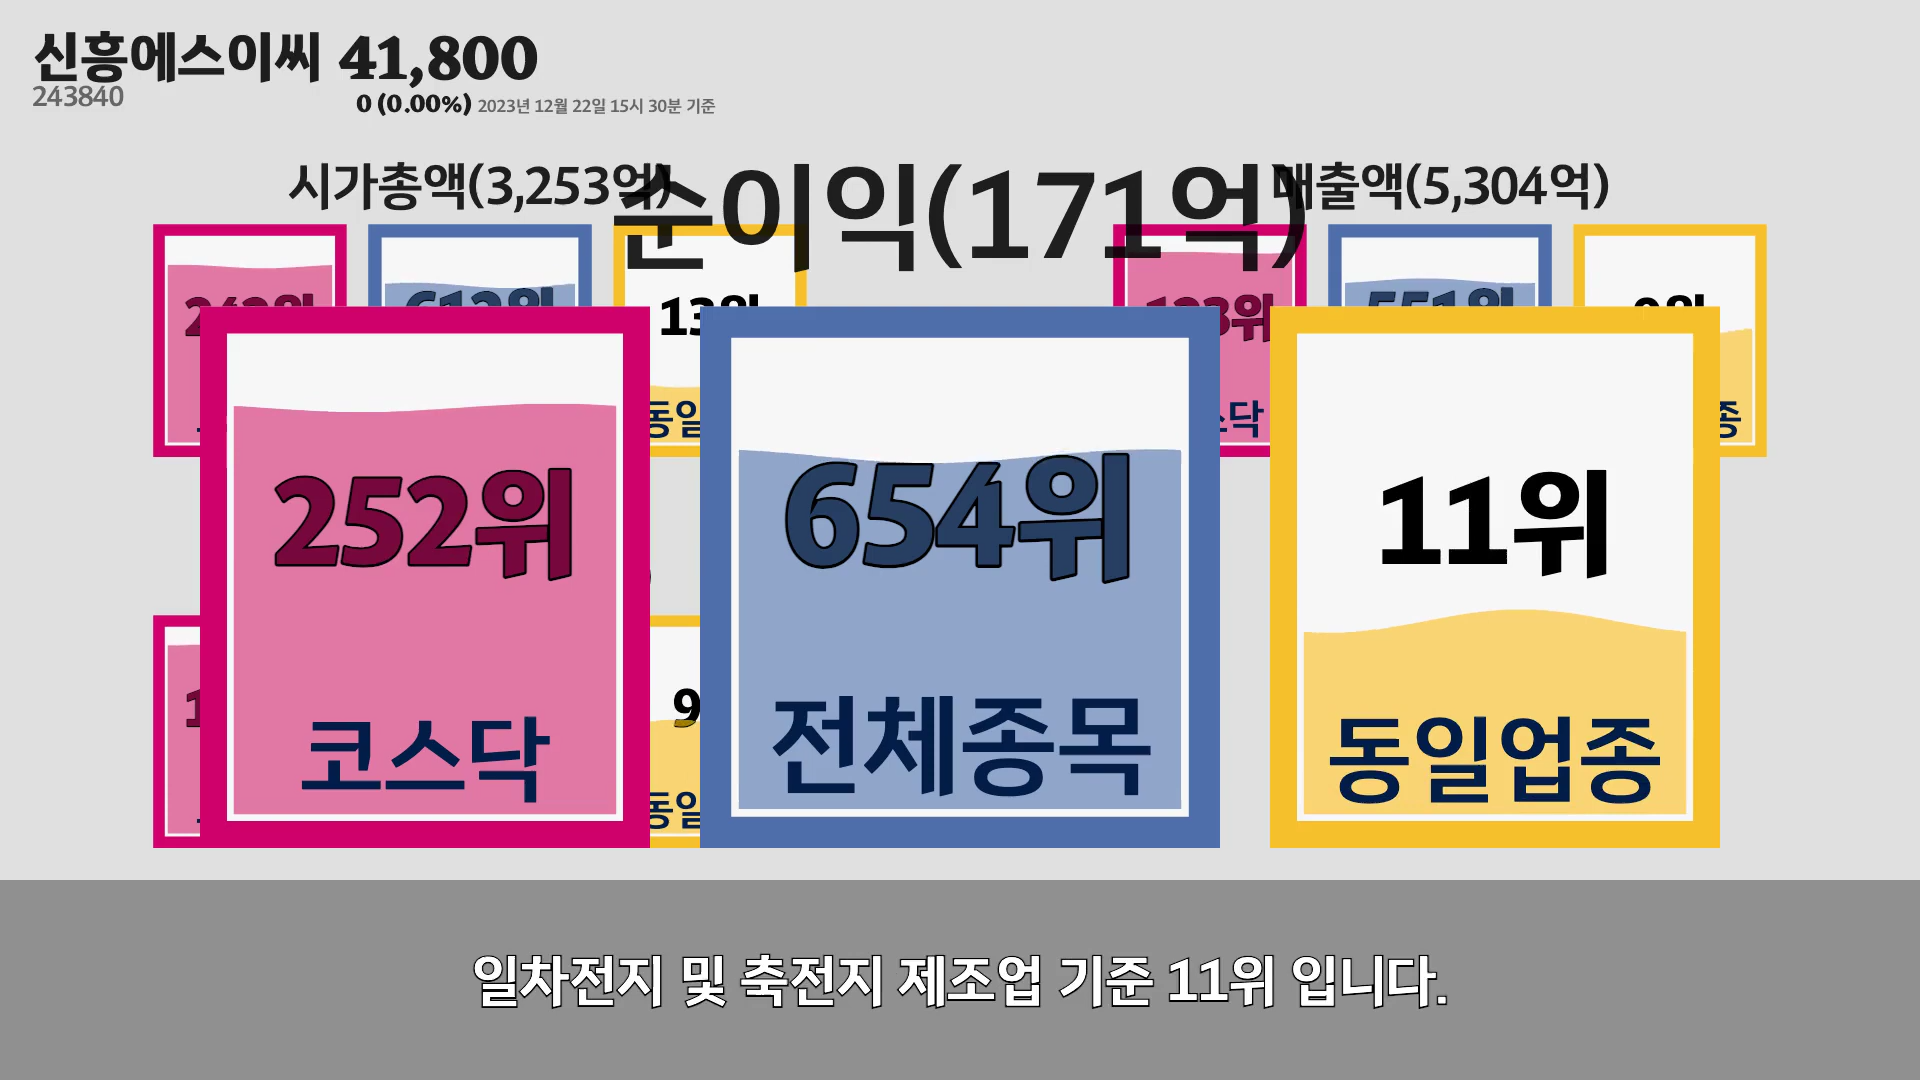 신흥에스이씨 41,800
243840
0 (0.00%) 2023년 12월 22일 15시 30분 기준
시가총액(3,253억)
순이익(171억)
매출액(5,304억)
252위
654위
11위
코스닥
전체종목
동일업종
일차전지 및 축전지 제조업 기준 11위 입니다.